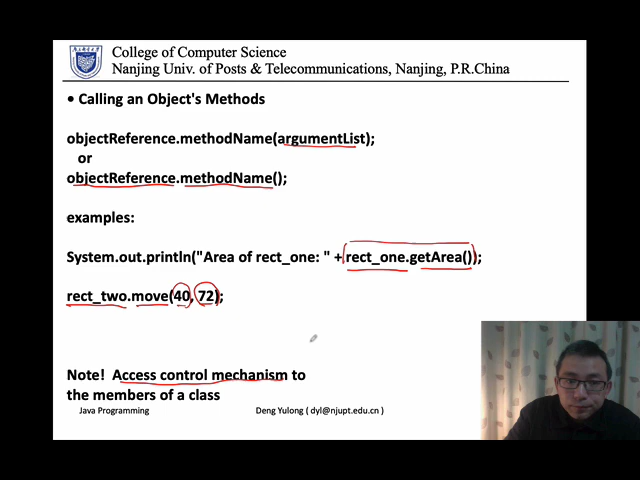 College of Computer Science
Nanjing Univ. of Posts & Telecommunications, Nanjing, P.R.China
• Calling an Object's Methods
objectReference.methodName(argumentList);
or
objectReference.methodName();
examples:
System.out.println("Area of rect_one: " + rect_one.getArea());
rect_two.move(40, 72);
Note! Access control mechanism to
the members of a class
Java Programming
Deng Yulong ( dyl@njupt.edu.cn )